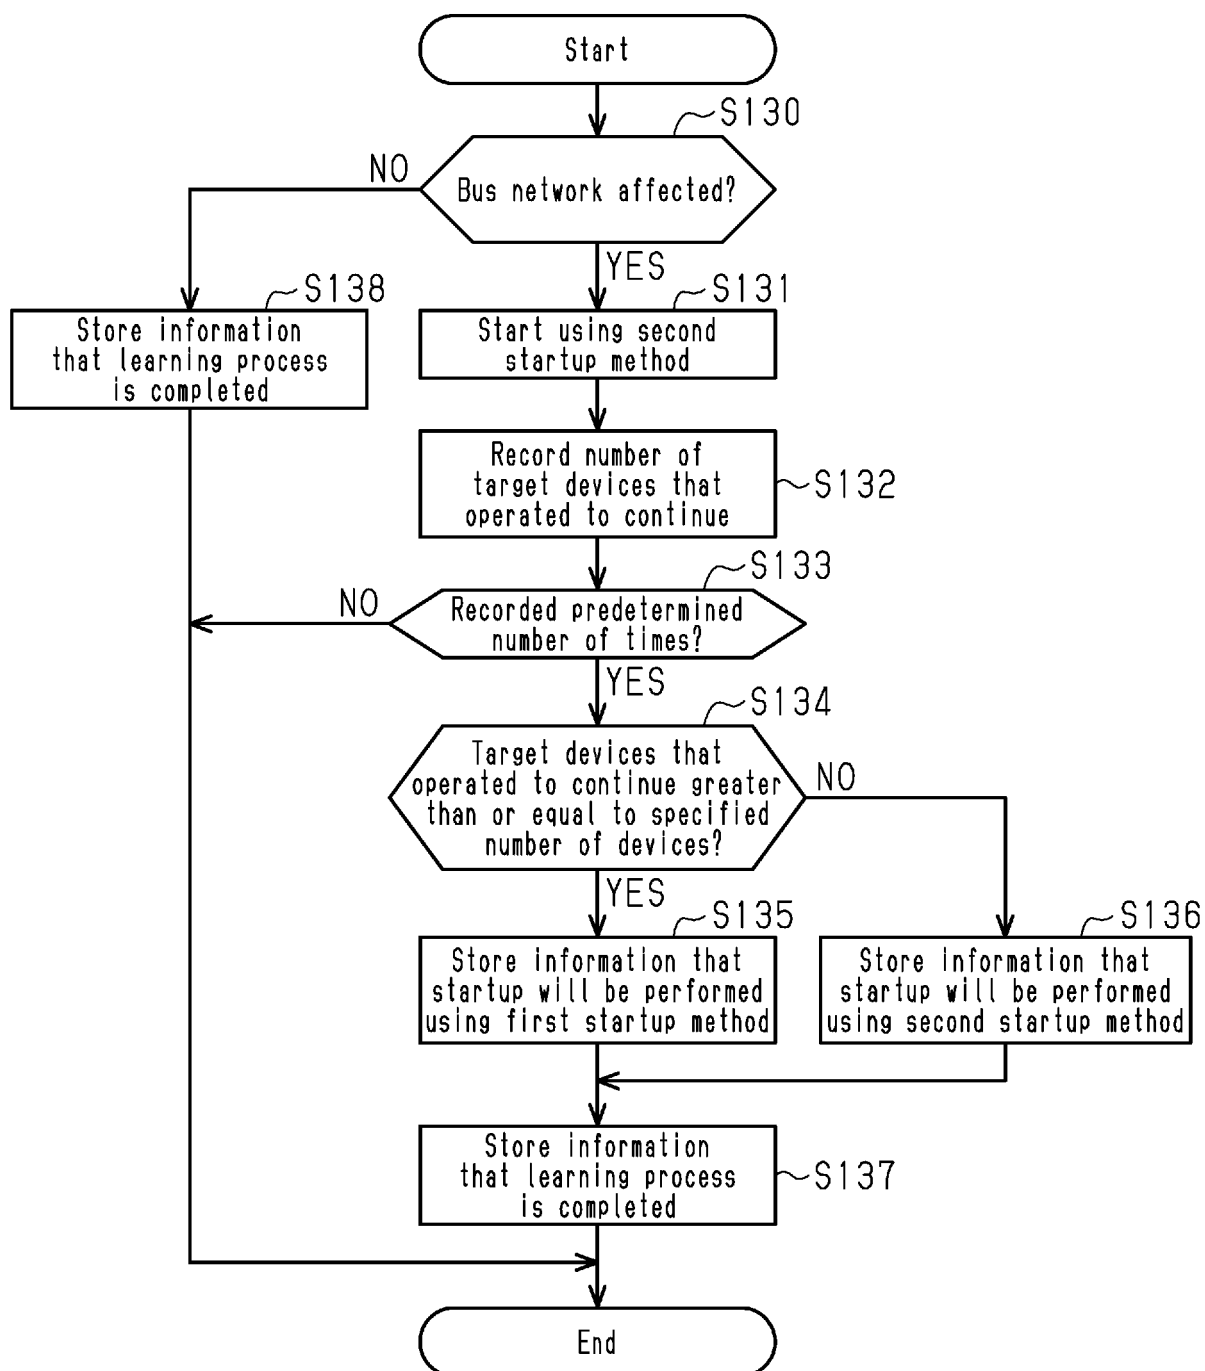 Start
S130
NO
Bus network affected?
YES
S138
S131
Store information
that learning process
is completed
Start using second
startup method
Record number of
target devices that
operated to continue
S132
S133
NO
Recorded predetermined
number of times?
YES
S134
Target devices that
operated to continue greater
than or equal to specified
number of devices?
NO
YES
S135
S136
Store information that
startup will be performed
using first startup method
Store information that
startup will be performed
using second startup method
Store information
that learning process
is completed
S137
End